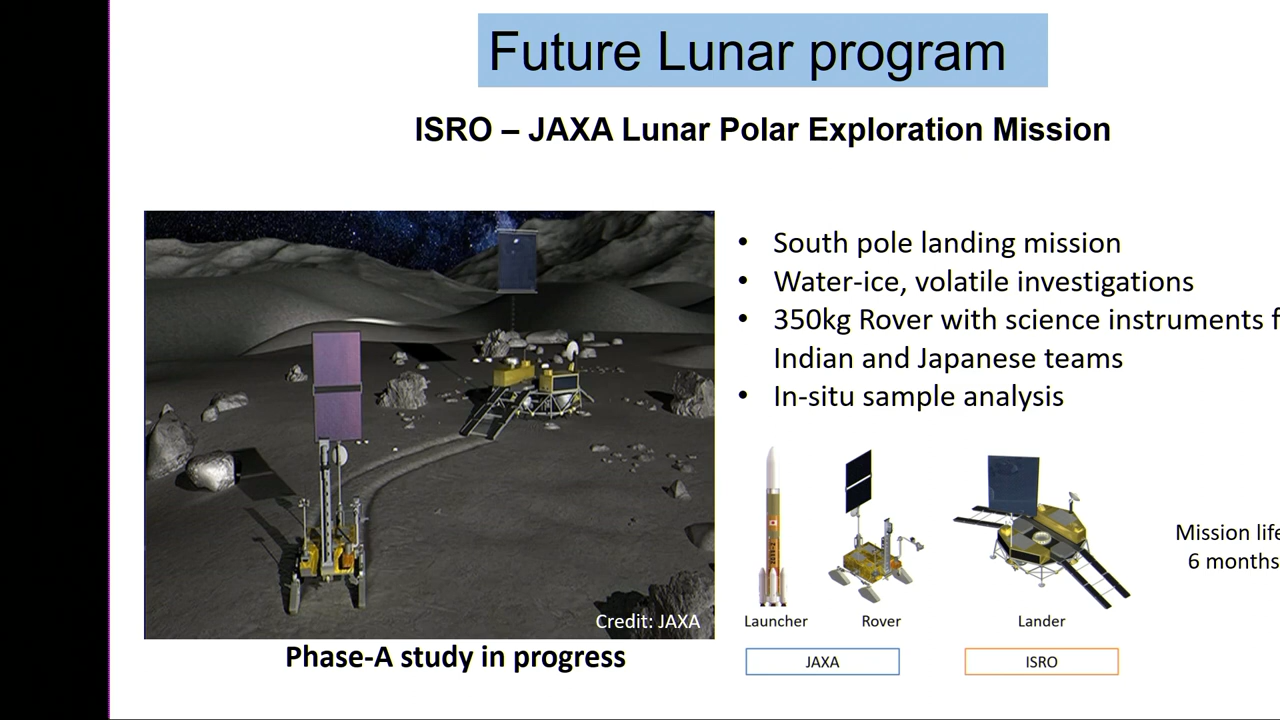 Future Lunar program
ISRO – JAXA Lunar Polar Exploration Mission
• South pole landing mission
• Water-ice, volatile investigations
• 350kg Rover with science instruments f
Indian and Japanese teams
• In-situ sample analysis
Credit: JAXA
Phase-A study in progress
Launcher
Rover
Lander
JAXA
ISRO
Mission life
6 months